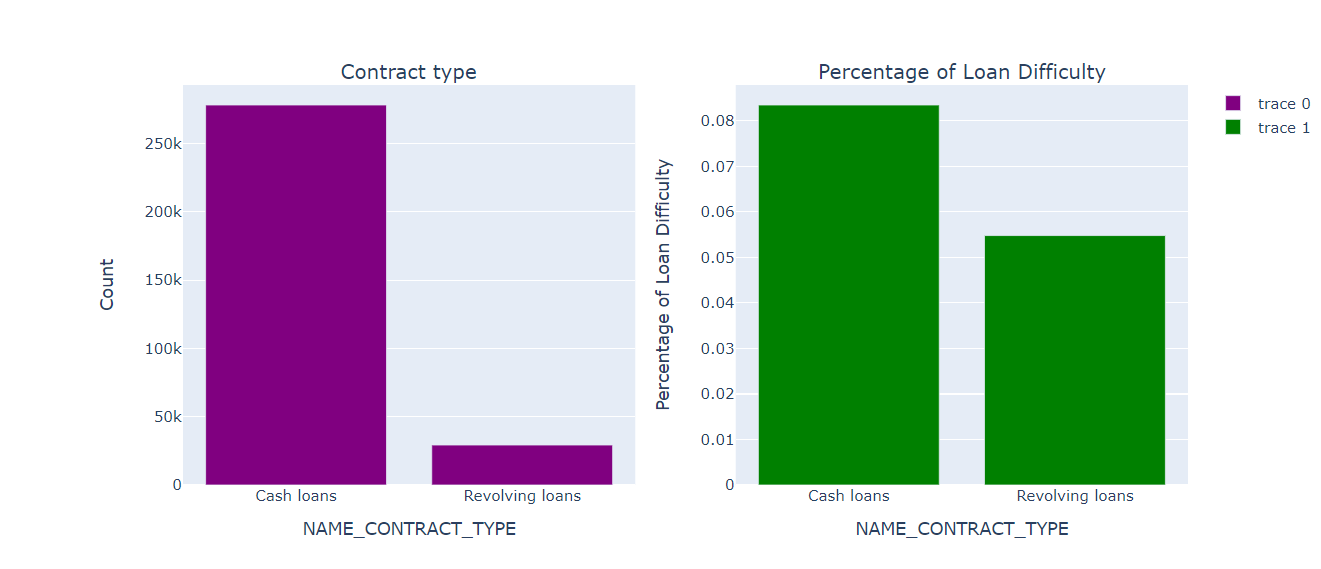 Contract type
250k
200k
150k
100k
50k
0
Count
Cash loans
Revolving loans
NAME_CONTRACT_TYPE
Percentage of Loan Difficulty
0.08
0.07
0.06
0.05
0.04
0.03
0.02
0.01
0
Percentage of Loan Difficulty
Cash loans
Revolving loans
NAME_CONTRACT_TYPE
trace 0
trace 1